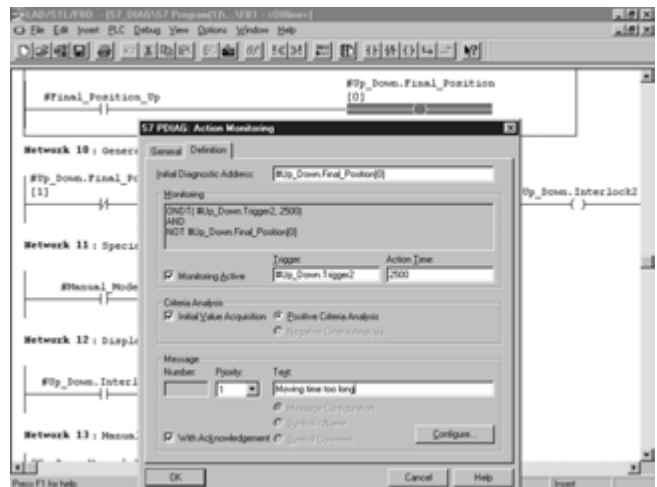 LAD/STL/FBD - [S7_DIAG\S7 Program(1)\...\FB1 - <Offline>]
File Edit Insert PLC Debug View Options Window Help
#Up_Down.Final_Position
[0]
#Final_Position_Up
S7 PDIAG: Action Monitoring
General Definition
Network 10 : Gener
Initial Diagnostic Address: #Up_Down.Final_Position[0]
#Up_Down.Final_Po
[1]
Up_Down.Interlock2
Monitoring
ONDT( #Up_Down.Trigger2, 2500)
AND
NOT #Up_Down.Final_Position[0]
Network 11 : Speci
Trigger: Action Time:
Monitoring Active #Up_Down.Trigger2 2500
#Manual_Mode
Criteria Analysis
Initial Value Acquisition Positive Criteria Analysis
Negative Criteria Analysis
Network 12 : Displa
Message
Number: Priority: Text:
1 Moving time too long
#Up_Down.Interl
Message Configuration
Symbolic Name
Network 13 : Manua
With Acknowledgement Symbol Comment Configure...
OK Cancel Help
Press F1 for help. Insert